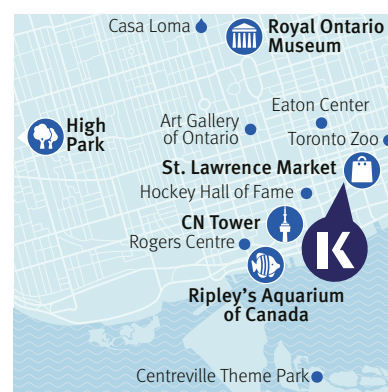 Casa Loma
Royal Ontario
Museum
Eaton Center
High
Park
Art Gallery
of Ontario
Toronto Zoo
St. Lawrence Market
Hockey Hall of Fame
CN Tower
Rogers Centre
K
Ripley's Aquarium
of Canada
Centreville Theme Park